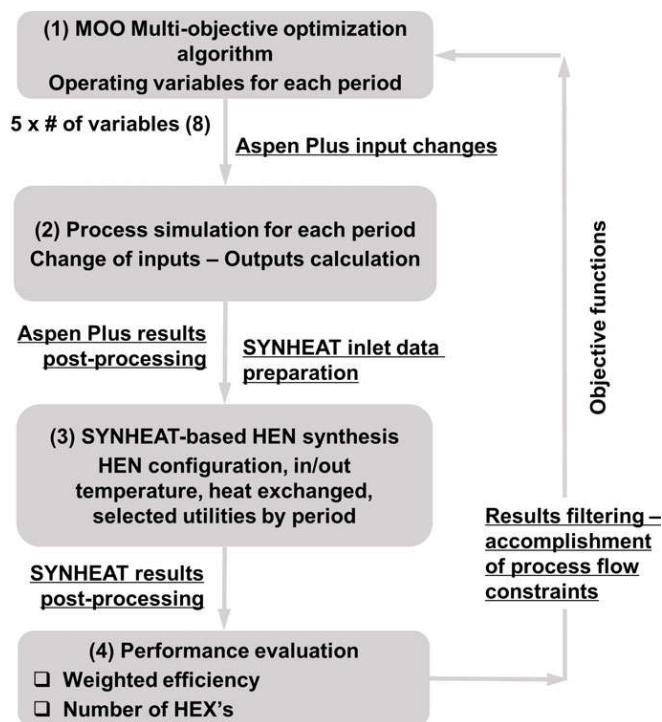 (1) MOO Multi-objective optimization
algorithm
Operating variables for each period
5 x # of variables (8)
Aspen Plus input changes
(2) Process simulation for each period
Change of inputs – Outputs calculation
Aspen Plus results
post-processing
SYNHEAT inlet data
preparation
(3) SYNHEAT-based HEN synthesis
HEN configuration, in/out
temperature, heat exchanged,
selected utilities by period
SYNHEAT results
post-processing
(4) Performance evaluation
❑ Weighted efficiency
❑ Number of HEX's
Results filtering –
accomplishment
of process flow
constraints
Objective functions